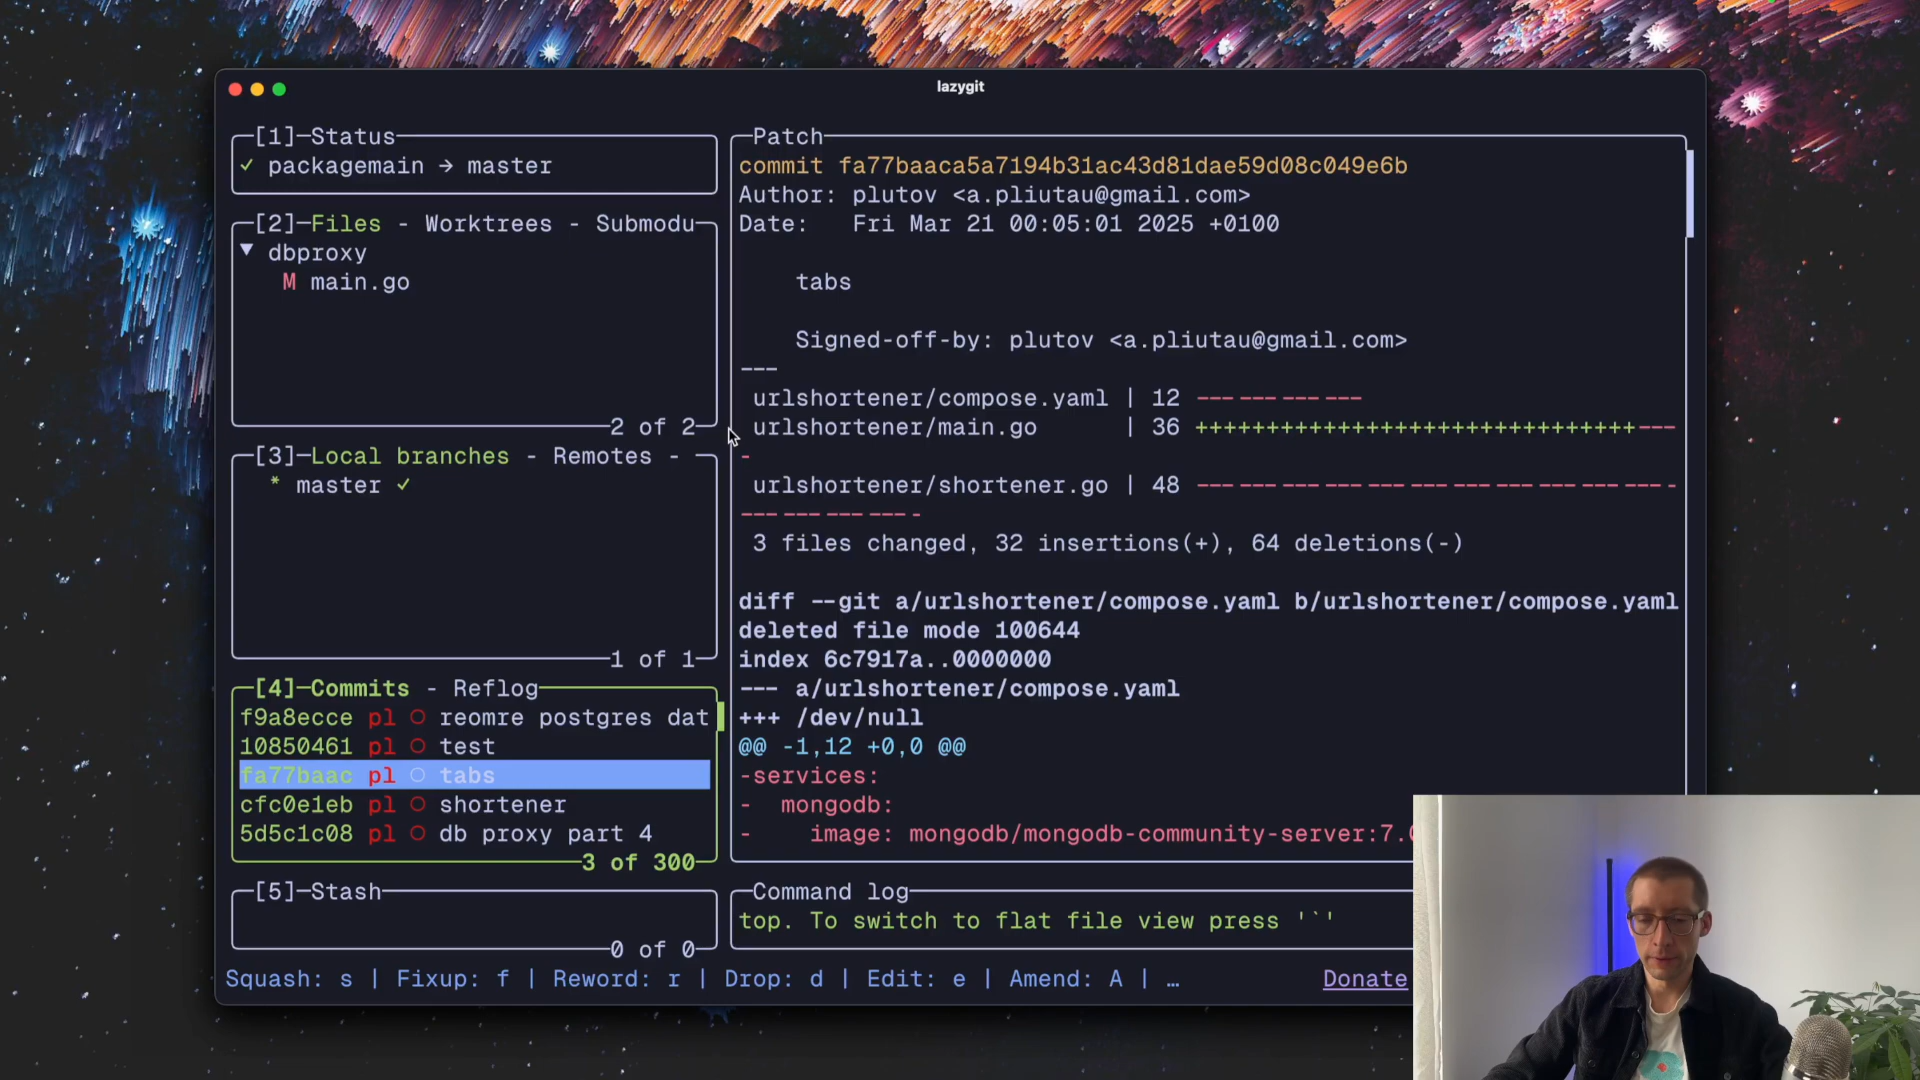 lazygit
[1]─Status
✓ packagemain → master
[2]─Files - Worktrees - Submodu
▼ dbproxy
M main.go
2 of 2
[3]─Local branches - Remotes -
* master ✓
1 of 1
[4]─Commits - Reflog
f9a8ecce pl ○ reomre postgres dat
10850461 pl ○ test
fa77baac pl ○ tabs
cfc0e1eb pl ○ shortener
5d5c1c08 pl ○ db proxy part 4
3 of 300
[5]─Stash
0 of 0
Patch
commit fa77baaca5a7194b31ac43d81dae59d08c049e6b
Author: plutov <a.pliutau@gmail.com>
Date:   Fri Mar 21 00:05:01 2025 +0100
tabs
Signed-off-by: plutov <a.pliutau@gmail.com>
---
urlshortener/compose.yaml | 12 ------------
urlshortener/main.go      | 36 +++++++++++++++++++++++++++++++---
-
urlshortener/shortener.go | 48 ----------------------------------
-------------
3 files changed, 32 insertions(+), 64 deletions(-)
diff --git a/urlshortener/compose.yaml b/urlshortener/compose.yaml
deleted file mode 100644
index 6c7917a..0000000
--- a/urlshortener/compose.yaml
+++ /dev/null
@@ -1,12 +0,0 @@
-services:
-  mongodb:
-    image: mongodb/mongodb-community-server:7.
Command log
top. To switch to flat file view press '`'
Squash: s | Fixup: f | Reword: r | Drop: d | Edit: e | Amend: A | …
Donate